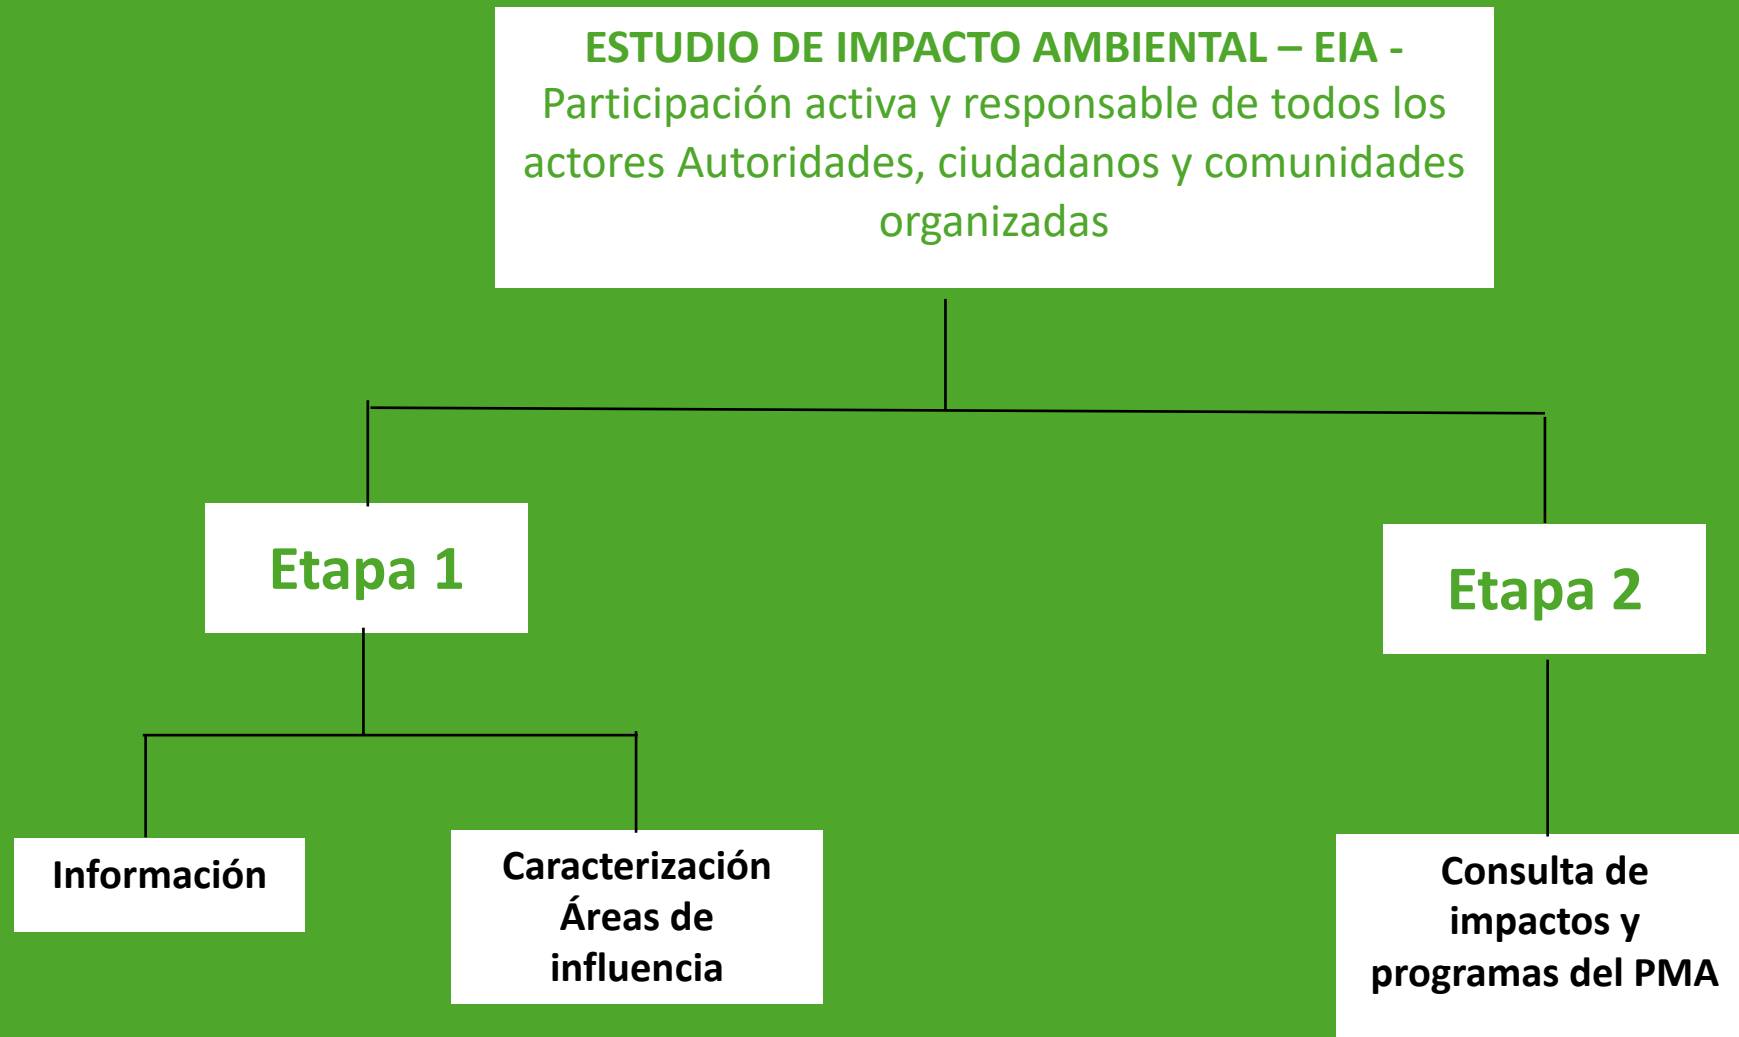 ESTUDIO DE IMPACTO AMBIENTAL – EIA -
Participación activa y responsable de todos los
actores Autoridades, ciudadanos y comunidades
organizadas
Etapa 1
Etapa 2
Información
Caracterización
Áreas de
influencia
Consulta de
impactos y
programas del PMA